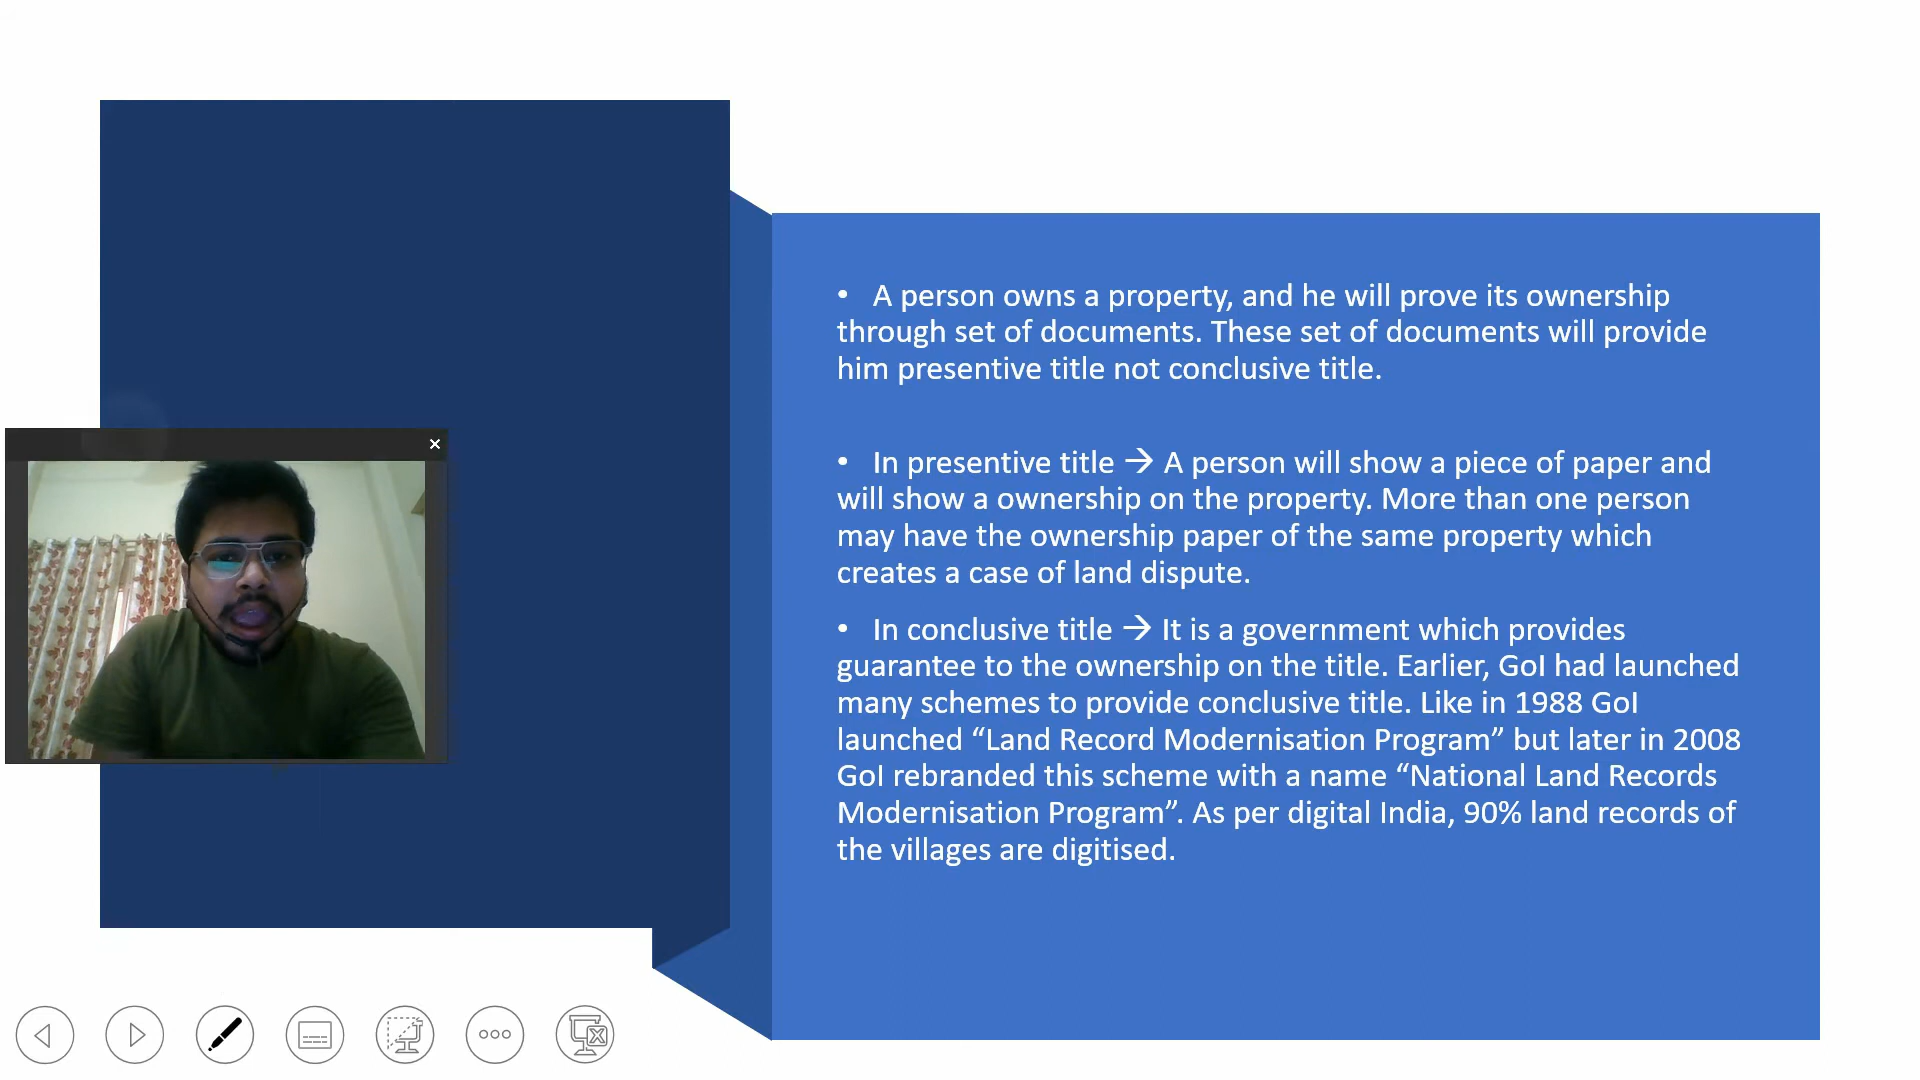 • A person owns a property, and he will prove its ownership
through set of documents. These set of documents will provide
him presentive title not conclusive title.
• In presentive title → A person will show a piece of paper and
will show a ownership on the property. More than one person
may have the ownership paper of the same property which
creates a case of land dispute.
• In conclusive title → It is a government which provides
guarantee to the ownership on the title. Earlier, GoI had launched
many schemes to provide conclusive title. Like in 1988 GoI
launched “Land Record Modernisation Program” but later in 2008
GoI rebranded this scheme with a name “National Land Records
Modernisation Program”. As per digital India, 90% land records of
the villages are digitised.